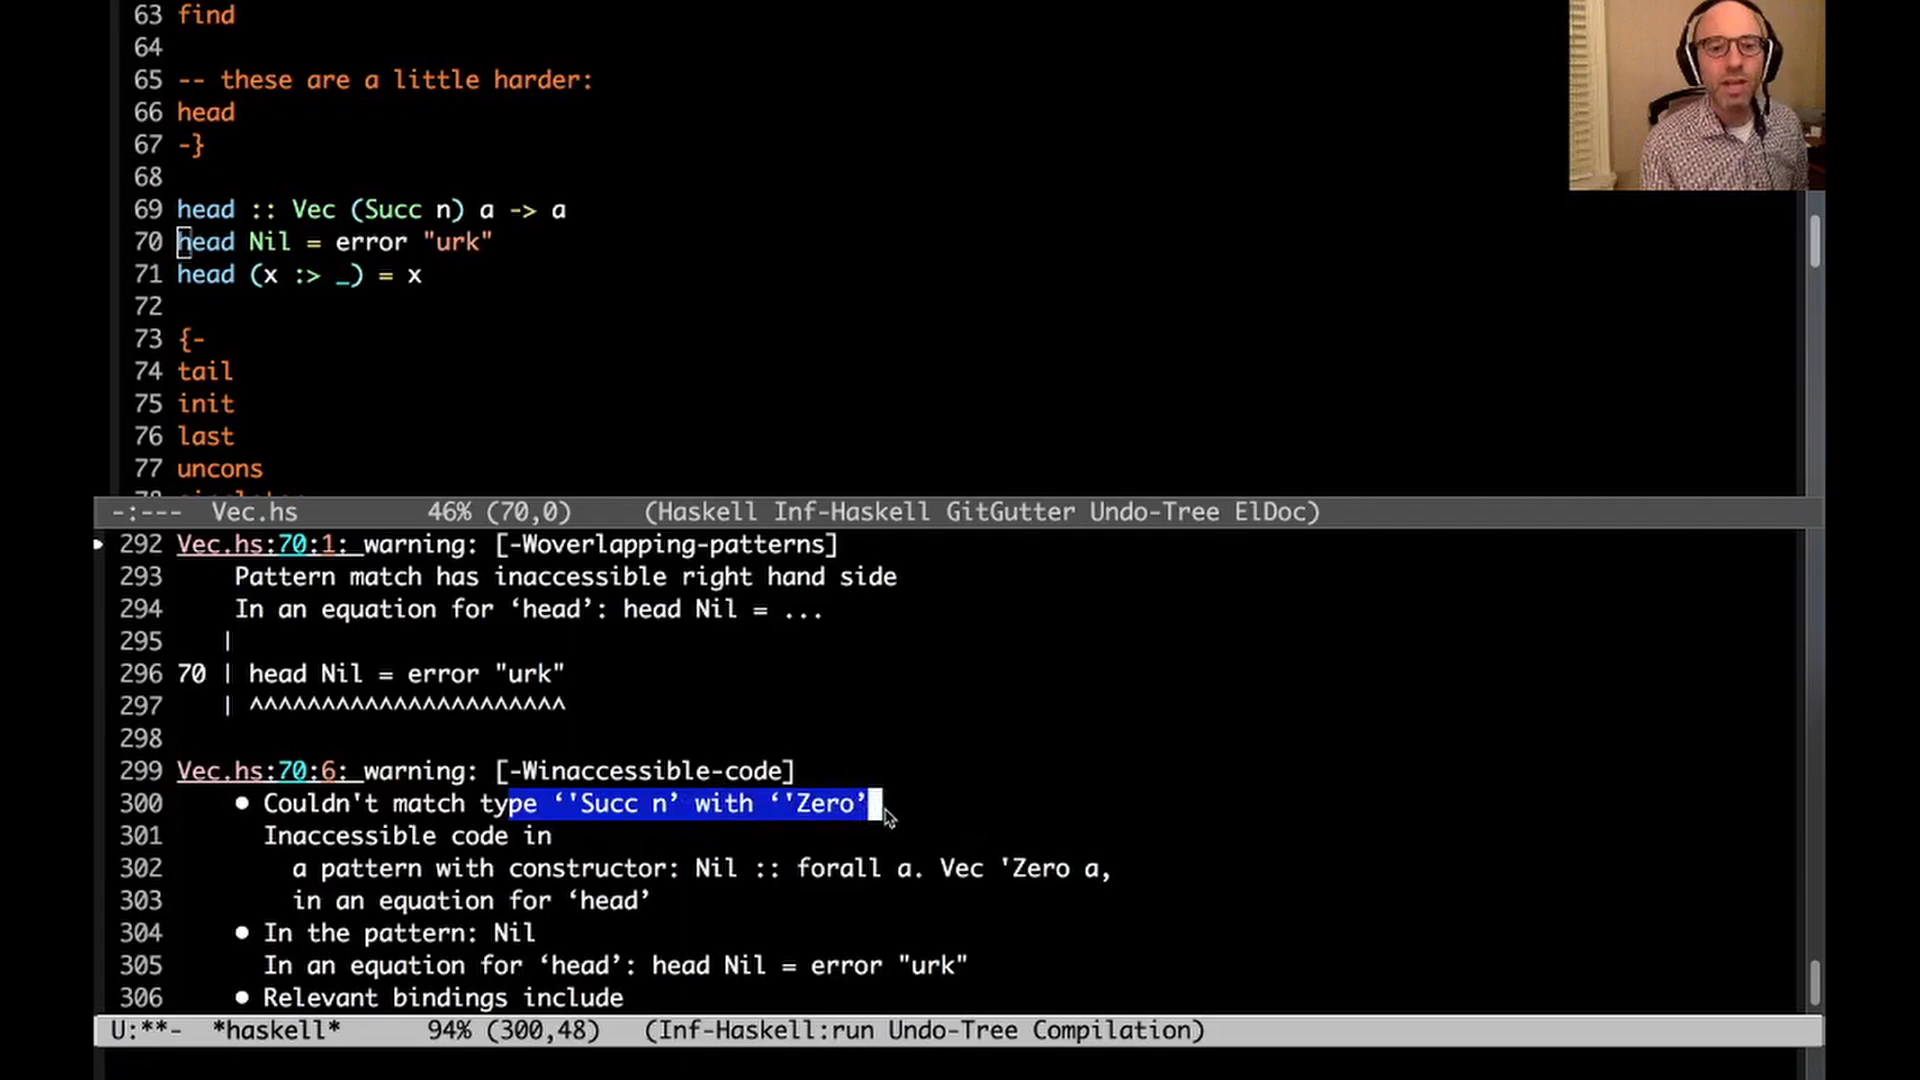 63 find
64
65 -- these are a little harder:
66 head
67 -}
68
69 head :: Vec (Succ n) a -> a
70 head Nil = error "urk"
71 head (x :> _) = x
72
73 {-
74 tail
75 init
76 last
77 uncons
-:--- Vec.hs 46% (70,0) (Haskell Inf-Haskell GitGutter Undo-Tree ElDoc)
292 Vec.hs:70:1: warning: [-Woverlapping-patterns]
293 Pattern match has inaccessible right hand side
294 In an equation for ‘head’: head Nil = ...
295 |
296 70 | head Nil = error "urk"
297 | ^^^^^^^^^^^^^^^^^^^^^^
298
299 Vec.hs:70:6: warning: [-Winaccessible-code]
300 • Couldn't match type ‘'Succ n’ with ‘'Zero’
301 Inaccessible code in
302 a pattern with constructor: Nil :: forall a. Vec 'Zero a,
303 in an equation for ‘head’
304 • In the pattern: Nil
305 In an equation for ‘head’: head Nil = error "urk"
306 • Relevant bindings include
U:**- *haskell* 94% (300,48) (Inf-Haskell:run Undo-Tree Compilation)